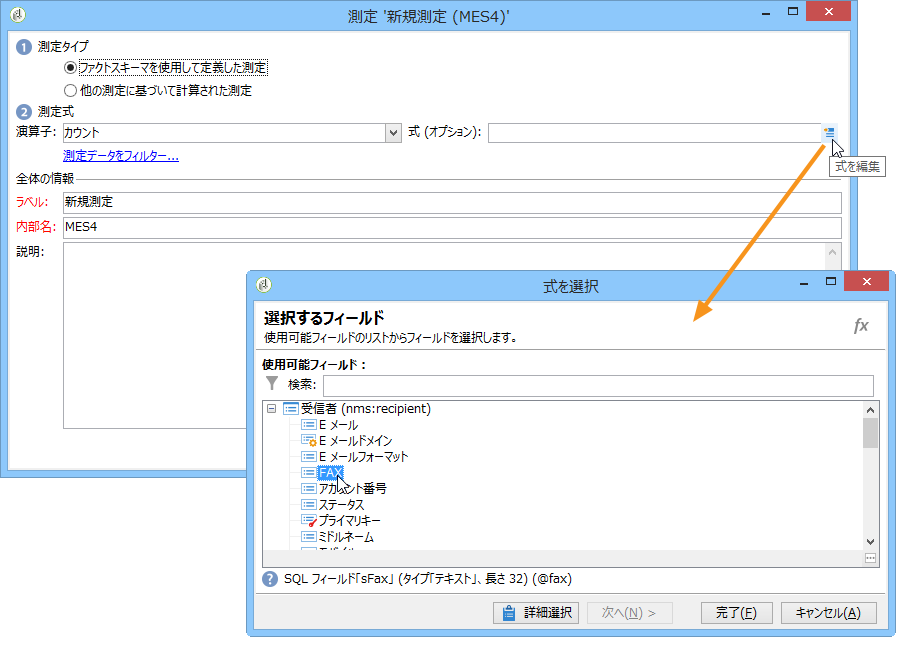 測定 '新規測定 (MES4)'
1 測定タイプ
ファクトスキーマを使用して定義した測定
他の測定に基づいて計算された測定
2 測定式
演算子: カウント 式 (オプション):
測定データをフィルター...
式を編集
全体の情報
ラベル: 新規測定
内部名: MES4
説明:
式を選択
選択するフィールド
使用可能フィールドのリストからフィールドを選択します。
fx
使用可能フィールド :
検索:
受信者 (nms:recipient)
E メール
E メールドメイン
E メールフォーマット
FAX
アカウント番号
ステータス
プライマリキー
ミドルネーム
? SQL フィールド「sFax」 (タイプ「テキスト」、長さ 32) (@fax)
詳細選択 次へ(N) > 完了(F) キャンセル(A)